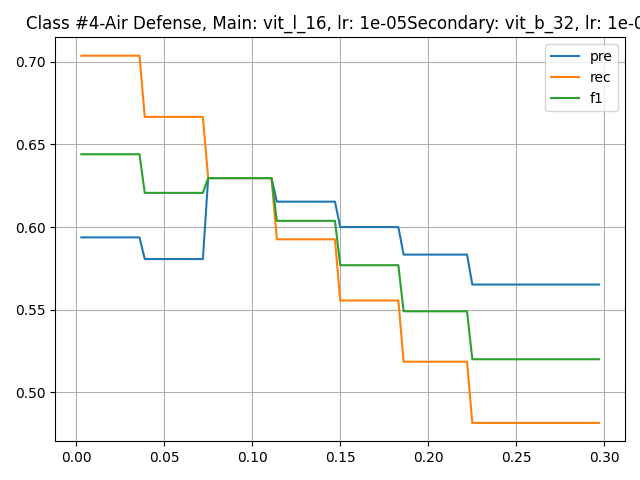 Class #4-Air Defense, Main: vit_l_16, lr: 1e-05Secondary: vit_b_32, lr: 1e-0
pre
rec
f1
0.70
0.65
0.60
0.55
0.50
0.00 0.05 0.10 0.15 0.20 0.25 0.30